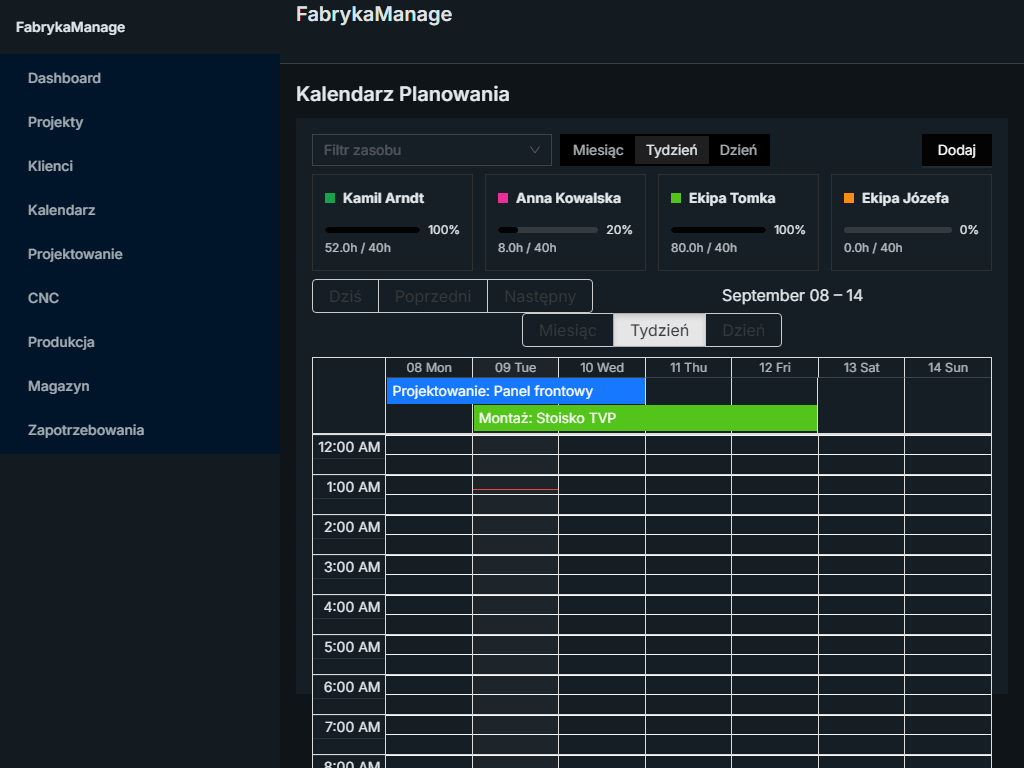 FabrykaManage
Dashboard
Projekty
Klienci
Kalendarz
Projektowanie
CNC
Produkcja
Magazyn
Zapotrzebowania
FabrykaManage
Kalendarz Planowania
Filtr zasobu
Miesiąc Tydzień Dzień
Dodaj
Kamil Arndt
100%
52.0h / 40h
Anna Kowalska
20%
8.0h / 40h
Ekipa Tomka
100%
80.0h / 40h
Ekipa Józefa
0%
0.0h / 40h
Dziś Poprzedni Następny
September 08 – 14
Miesiąc Tydzień Dzień
08 Mon 09 Tue 10 Wed 11 Thu 12 Fri 13 Sat 14 Sun
Projektowanie: Panel frontowy
Montaż: Stoisko TVP
12:00 AM
1:00 AM
2:00 AM
3:00 AM
4:00 AM
5:00 AM
6:00 AM
7:00 AM
8:00 AM